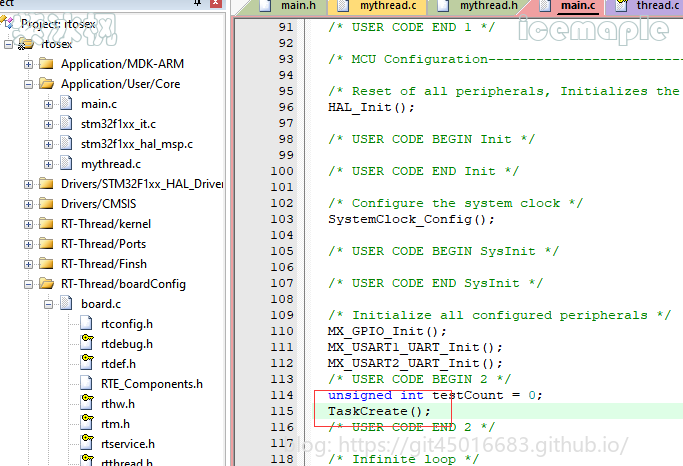 ect
main.h mythread.c mythread.h main.c thread.c
Project: rtosex
rtosex
Application/MDK-ARM
Application/User/Core
main.c
stm32f1xx_it.c
stm32f1xx_hal_msp.c
mythread.c
Drivers/STM32F1xx_HAL_Drive
Drivers/CMSIS
RT-Thread/kernel
RT-Thread/Ports
RT-Thread/Finsh
RT-Thread/boardConfig
board.c
rtconfig.h
rtdebug.h
rtdef.h
RTE_Components.h
rthw.h
rtm.h
rtservice.h
rtthread.h
icemaple
91 /* USER CODE END 1 */
92
93 /* MCU Configuration------------------------
94
95 /* Reset of all peripherals, Initializes the
96 HAL_Init();
97
98 /* USER CODE BEGIN Init */
99
100 /* USER CODE END Init */
101
102 /* Configure the system clock */
103 SystemClock_Config();
104
105 /* USER CODE BEGIN SysInit */
106
107 /* USER CODE END SysInit */
108
109 /* Initialize all configured peripherals */
110 MX_GPIO_Init();
111 MX_USART1_UART_Init();
112 MX_USART2_UART_Init();
113 /* USER CODE BEGIN 2 */
114 unsigned int testCount = 0;
115 TaskCreate();
116 /* USER CODE END 2 */
117
118 /* Infinite loop */
blog: https://git45016683.github.io/